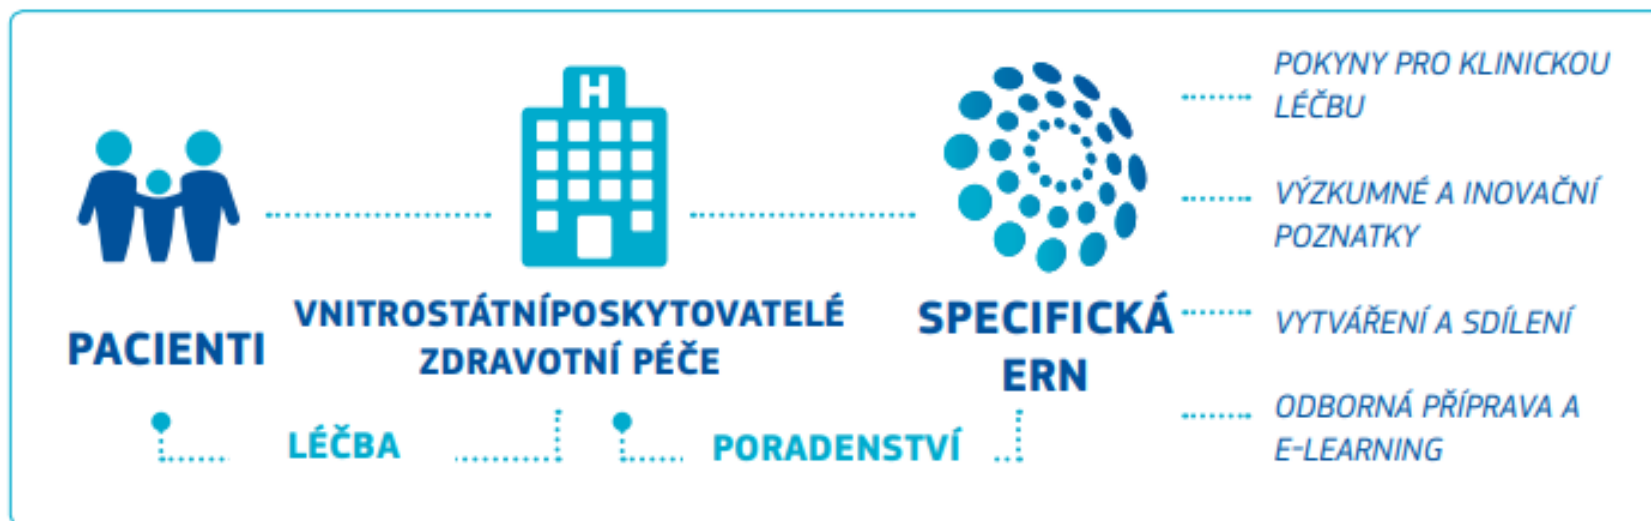 PACIENTI
H
VNITROSTÁTNÍPOSKYTOVATELÉ
ZDRAVOTNÍ PÉČE
SPECIFICKÁ
ERN
LÉČBA
PORADENSTVÍ
POKYNY PRO KLINICKOU
LÉČBU
VÝZKUMNÉ A INOVAČNÍ
POZNATKY
VYTVÁŘENÍ A SDÍLENÍ
ODBORNÁ PŘÍPRAVA A
E-LEARNING